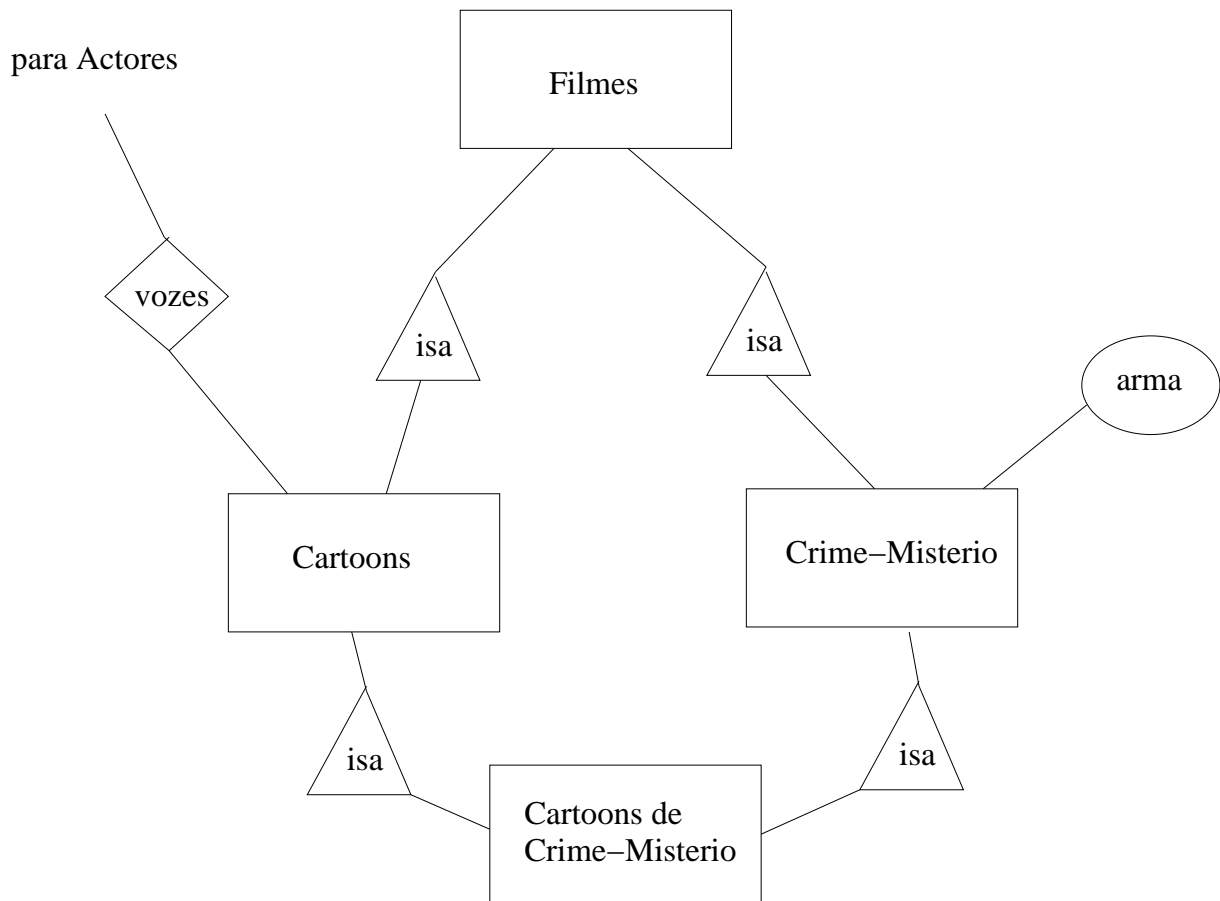 para Actores
Filmes
vozes
isa
isa
arma
Cartoons
Crime−Misterio
isa
isa
Cartoons de
Crime−Misterio